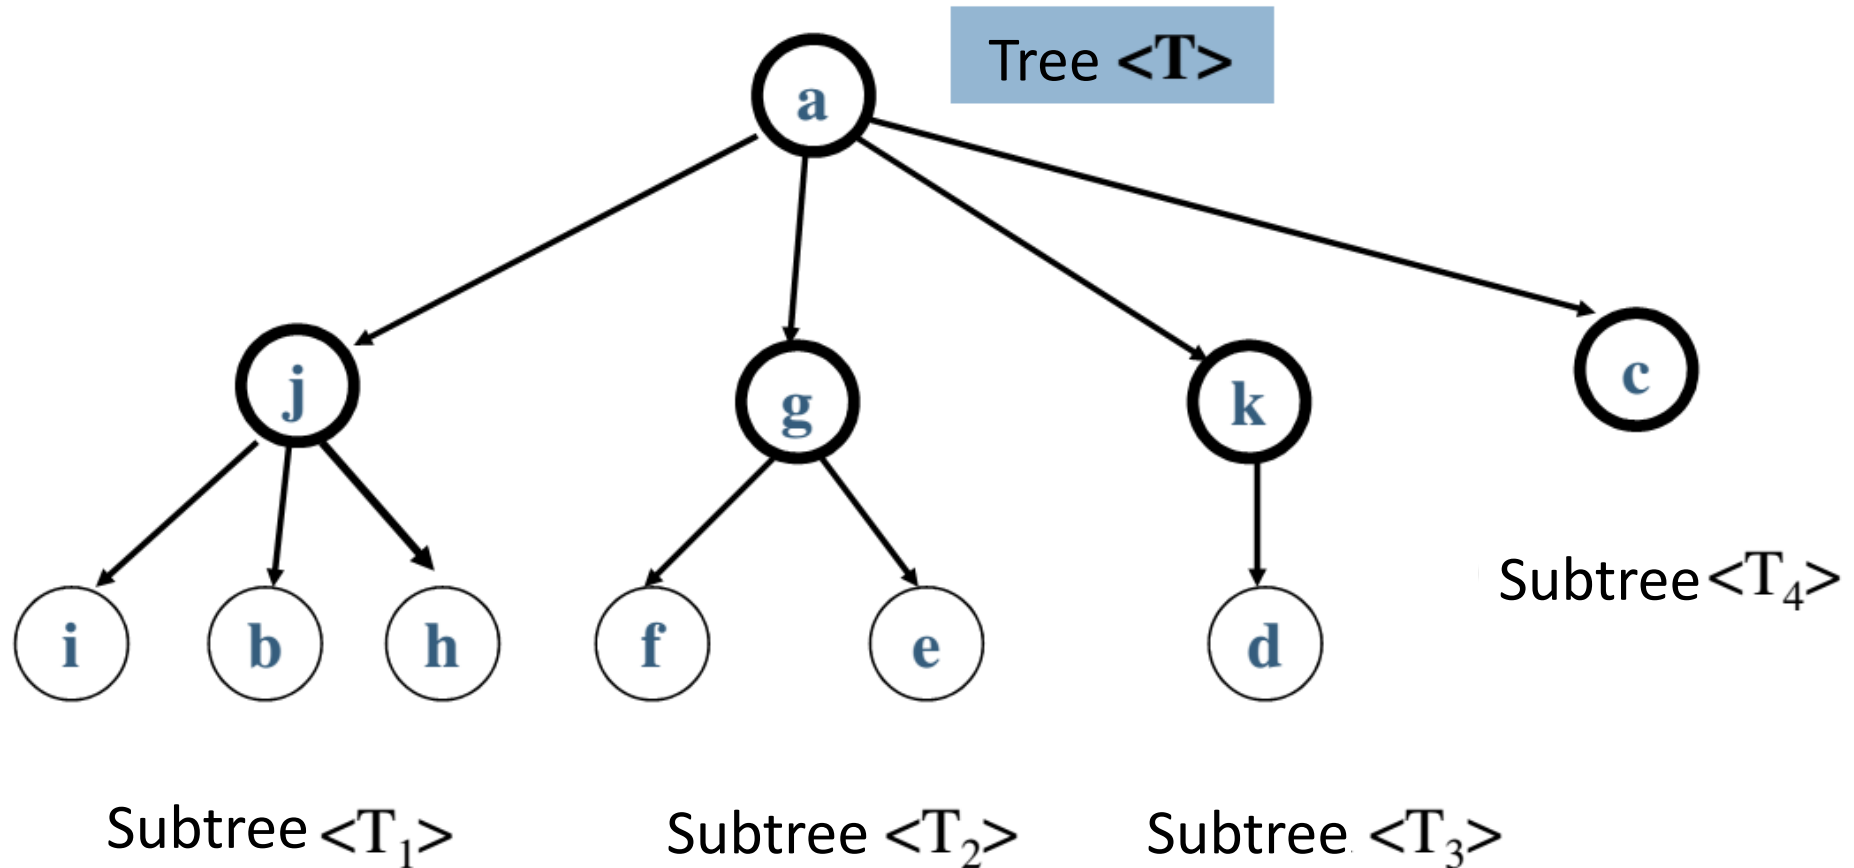 Tree <T>
a
j
g
k
c
i
b
h
f
e
d
Subtree <T₄>
Subtree <T₁>
Subtree <T₂>
Subtree <T₃>